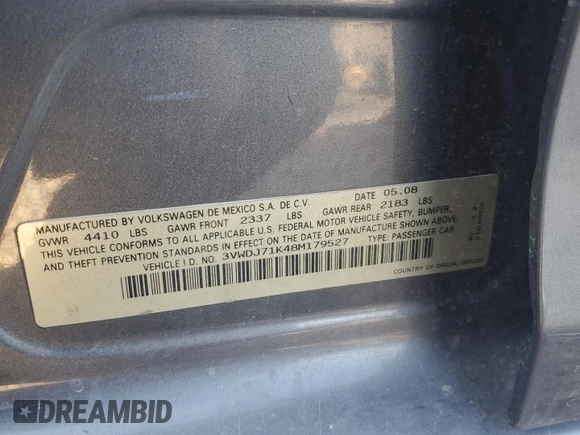 MANUFACTURED BY VOLKSWAGEN DE MEXICO S.A. DE C.V. DATE 05.08
GVWR 4410 LBS GAWR FRONT 2337 LBS GAWR REAR 2183 LBS
THIS VEHICLE CONFORMS TO ALL APPLICABLE U.S. FEDERAL MOTOR VEHICLE SAFETY, BUMPER,
AND THEFT PREVENTION STANDARDS IN EFFECT ON THE DATE OF MANUFACTURE SHOWN ABOVE.
VEHICLE I.D. NO. 3VWDJ71K48M179527 TYPE: PASSENGER CAR
COUNTRY OF ORIGIN: MEXICO
DREAMBID